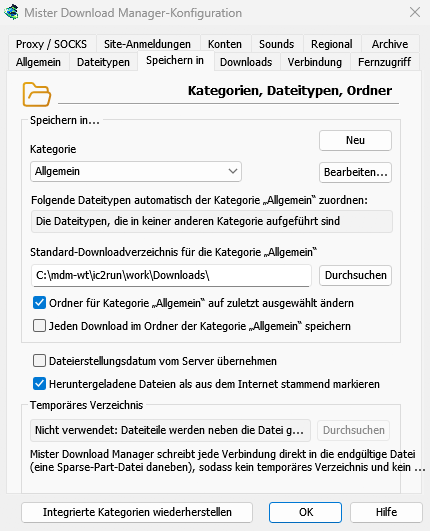 Mister Download Manager-Konfiguration
Proxy / SOCKS Site-Anmeldungen Konten Sounds Regional Archive
Allgemein Dateitypen Speichern in Downloads Verbindung Fernzugriff
Kategorien, Dateitypen, Ordner
Speichern in...
Neu
Kategorie
Allgemein
Bearbeiten...
Folgende Dateitypen automatisch der Kategorie „Allgemein“ zuordnen:
Die Dateitypen, die in keiner anderen Kategorie aufgeführt sind
Standard-Downloadverzeichnis für die Kategorie „Allgemein“
C:\mdm-wt\ic2run\work\Downloads\ Durchsuchen
Ordner für Kategorie „Allgemein“ auf zuletzt ausgewählt ändern
Jeden Download im Ordner der Kategorie „Allgemein“ speichern
Dateierstellungsdatum vom Server übernehmen
Heruntergeladene Dateien als aus dem Internet stammend markieren
Temporäres Verzeichnis
Nicht verwendet: Dateiteile werden neben die Datei g... Durchsuchen
Mister Download Manager schreibt jede Verbindung direkt in die endgültige Datei
(eine Sparse-Part-Datei daneben), sodass kein temporäres Verzeichnis und kein ...
Integrierte Kategorien wiederherstellen OK Hilfe